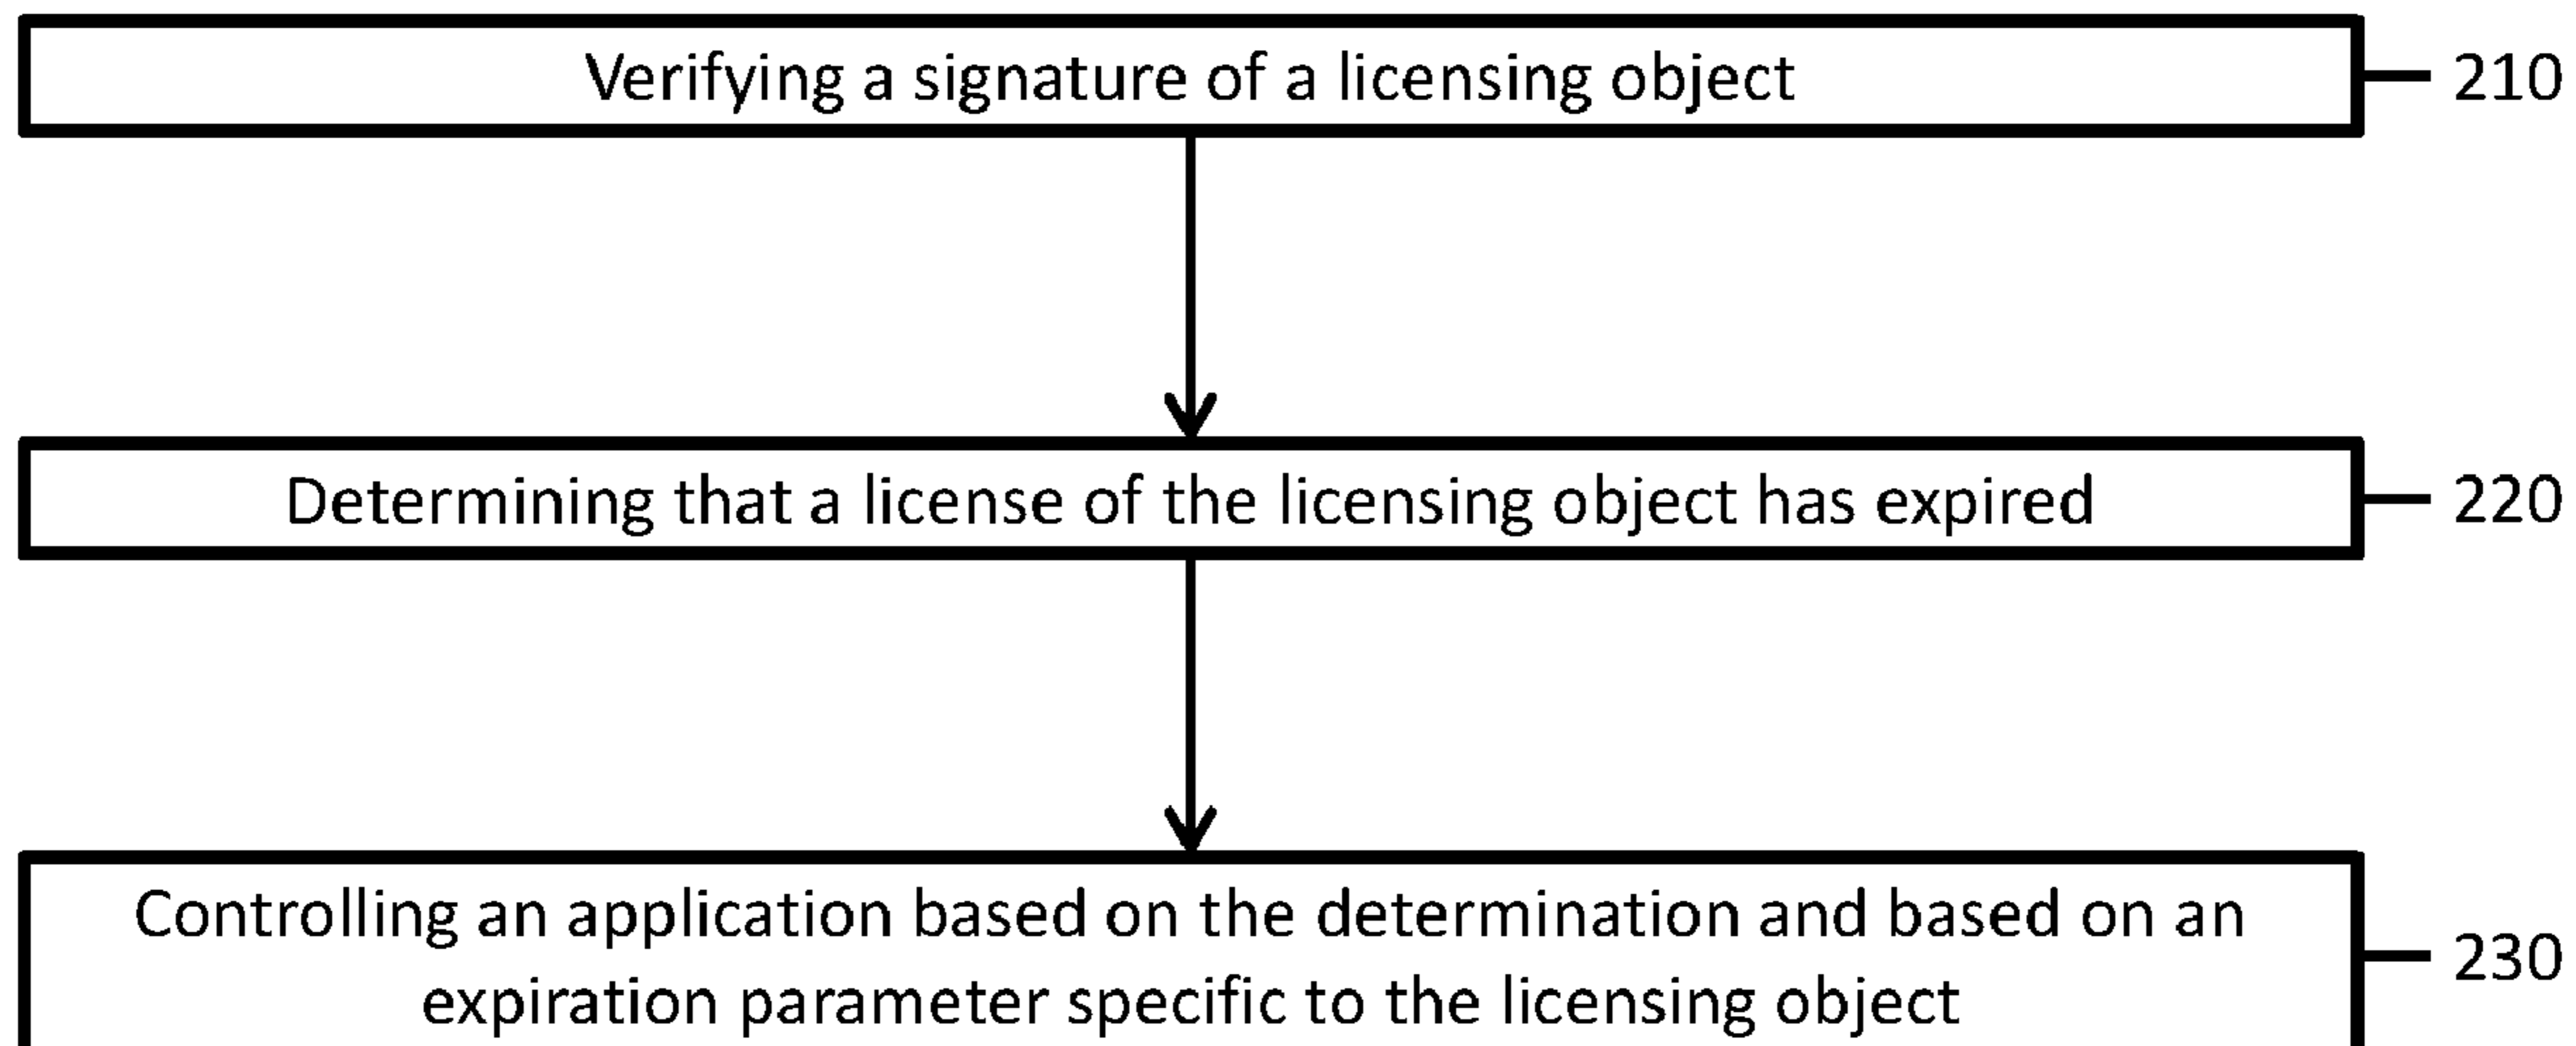 Verifying a signature of a licensing object
210
Determining that a license of the licensing object has expired
220
Controlling an application based on the determination and based on an
expiration parameter specific to the licensing object
230